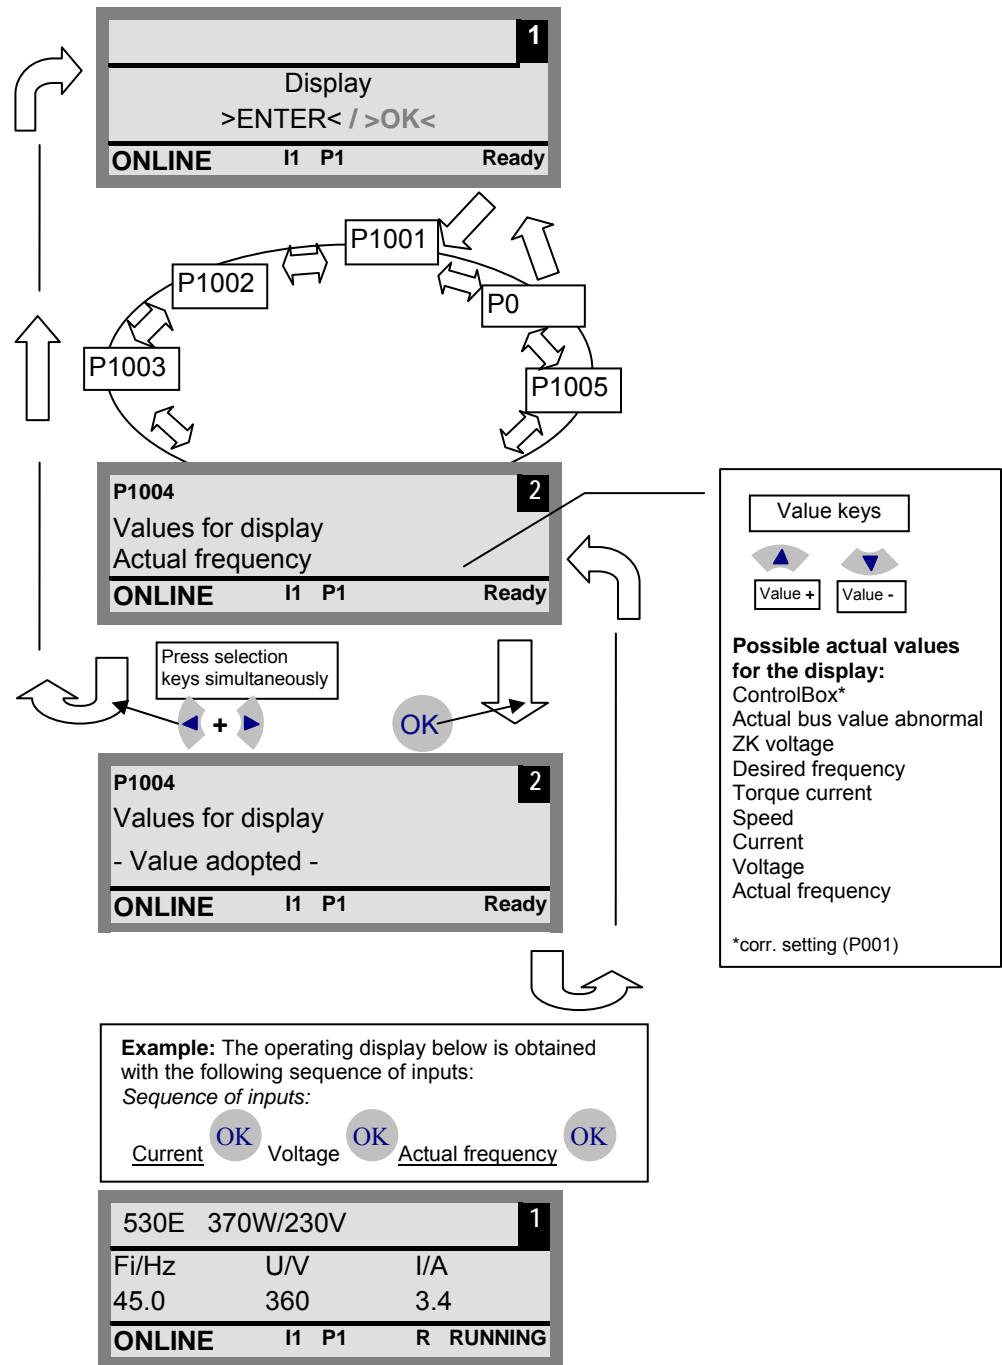 1
Display
>ENTER< / >OK<
ONLINE I1 P1 Ready
P1001
P1002
P0
P1003
P1005
P1004 2
Values for display
Actual frequency
ONLINE I1 P1 Ready
Value keys
Value + Value -
Possible actual values
for the display:
ControlBox*
Actual bus value abnormal
ZK voltage
Desired frequency
Torque current
Speed
Current
Voltage
Actual frequency
*corr. setting (P001)
Press selection
keys simultaneously
+
OK
P1004 2
Values for display
- Value adopted -
ONLINE I1 P1 Ready
Example: The operating display below is obtained
with the following sequence of inputs:
Sequence of inputs:
Current OK Voltage OK Actual frequency OK
530E 370W/230V 1
Fi/Hz U/V I/A
45.0 360 3.4
ONLINE I1 P1 R RUNNING